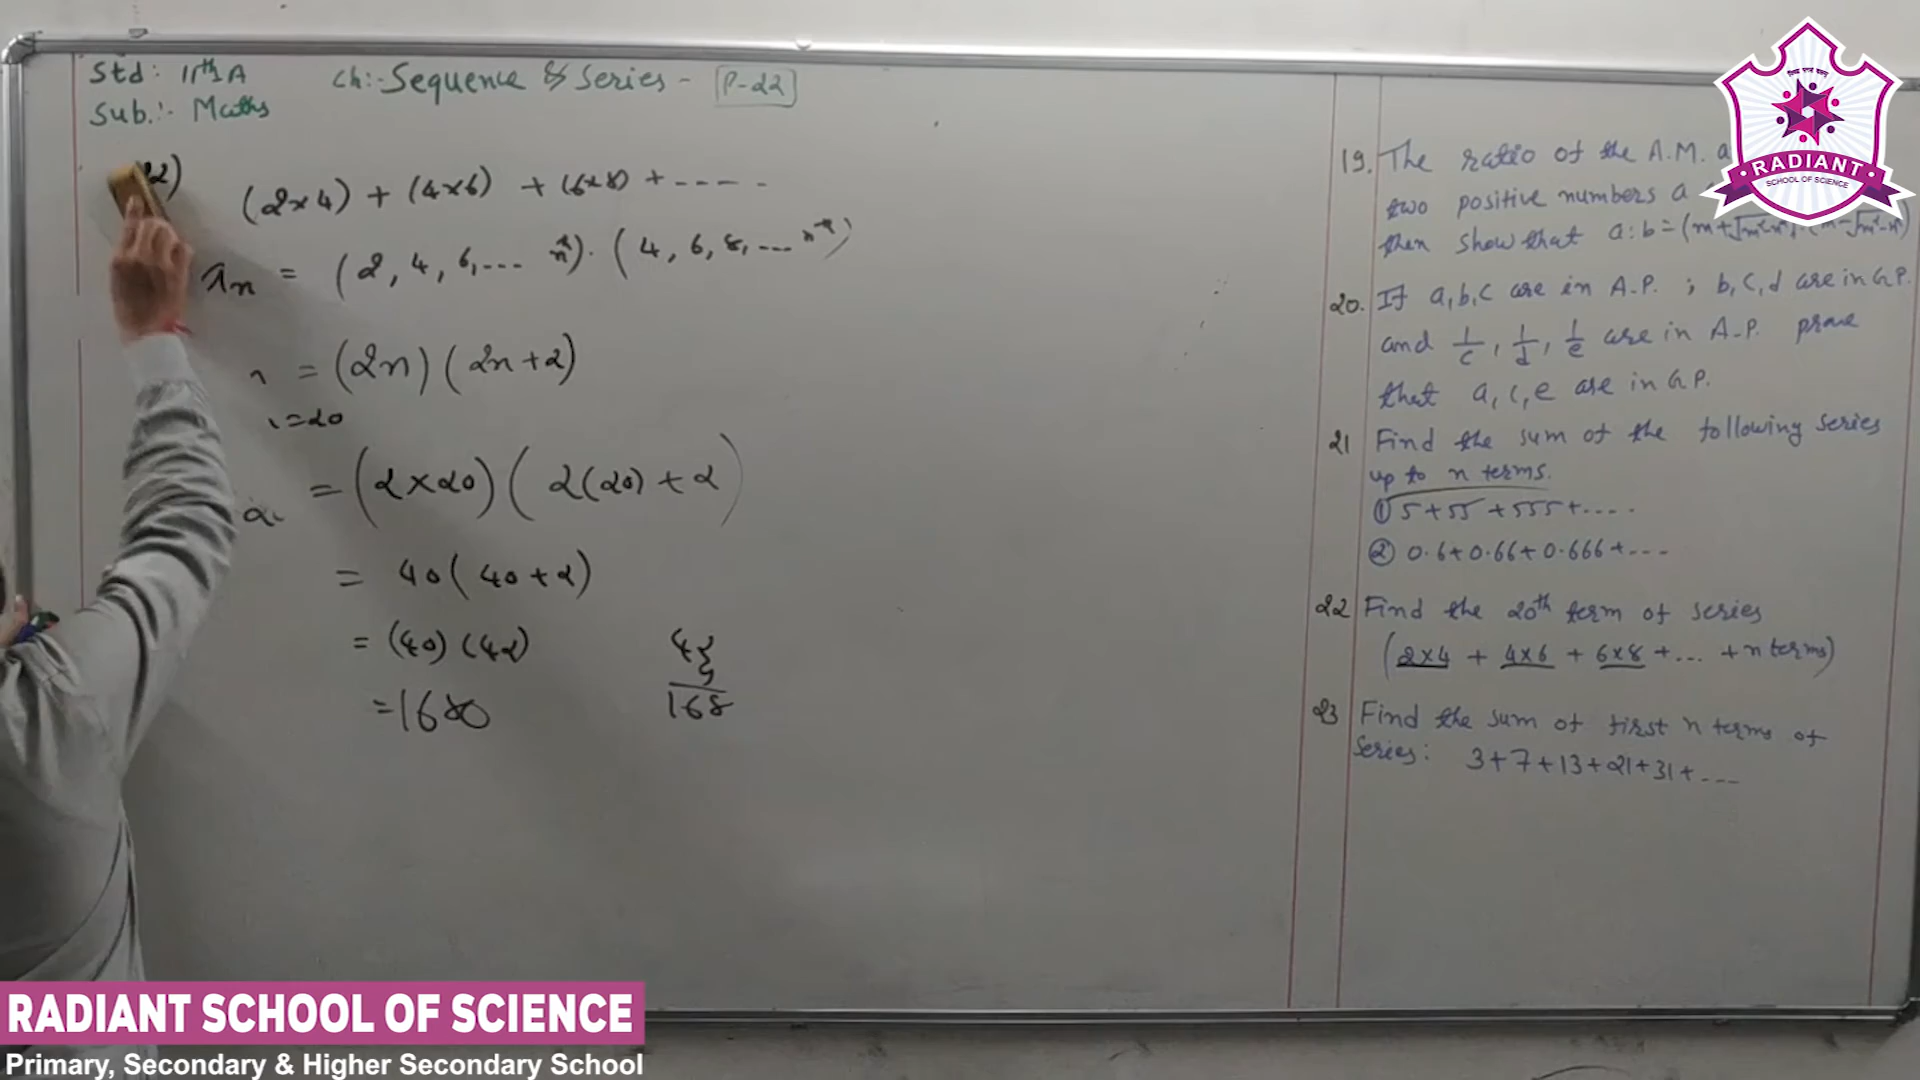 Std: 11th A
Sub.:- Maths
Ch:- Sequence & Series - P-22
22)
(2×4) + (4×6) + (6×8) + -----
an = (2, 4, 6,... nth) . (4, 6, 8, ... nth)
= (2n) (2n+2)
=20
= (2×20) ( 2(20) + 2 )
= 40 ( 40 + 2)
= (40) (42)
= 1680
42
168
19. The ratio of the A.M.
two positive numbers a
then show that a:b =
20. If a,b,c are in A.P. ; b,c,d are in G.P.
and 1/c, 1/d, 1/e are in A.P. prove
that a, c, e are in G.P.
21 Find the sum of the following series
up to n terms.
① 5+55+555+....
② 0.6+0.66+0.666+---
22 Find the 20th term of series
(2×4 + 4×6 + 6×8 +... + n terms)
23 Find the sum of first n terms of
series: 3+7+13+21+31+---
RADIANT
SCHOOL OF SCIENCE
RADIANT SCHOOL OF SCIENCE
Primary, Secondary & Higher Secondary School